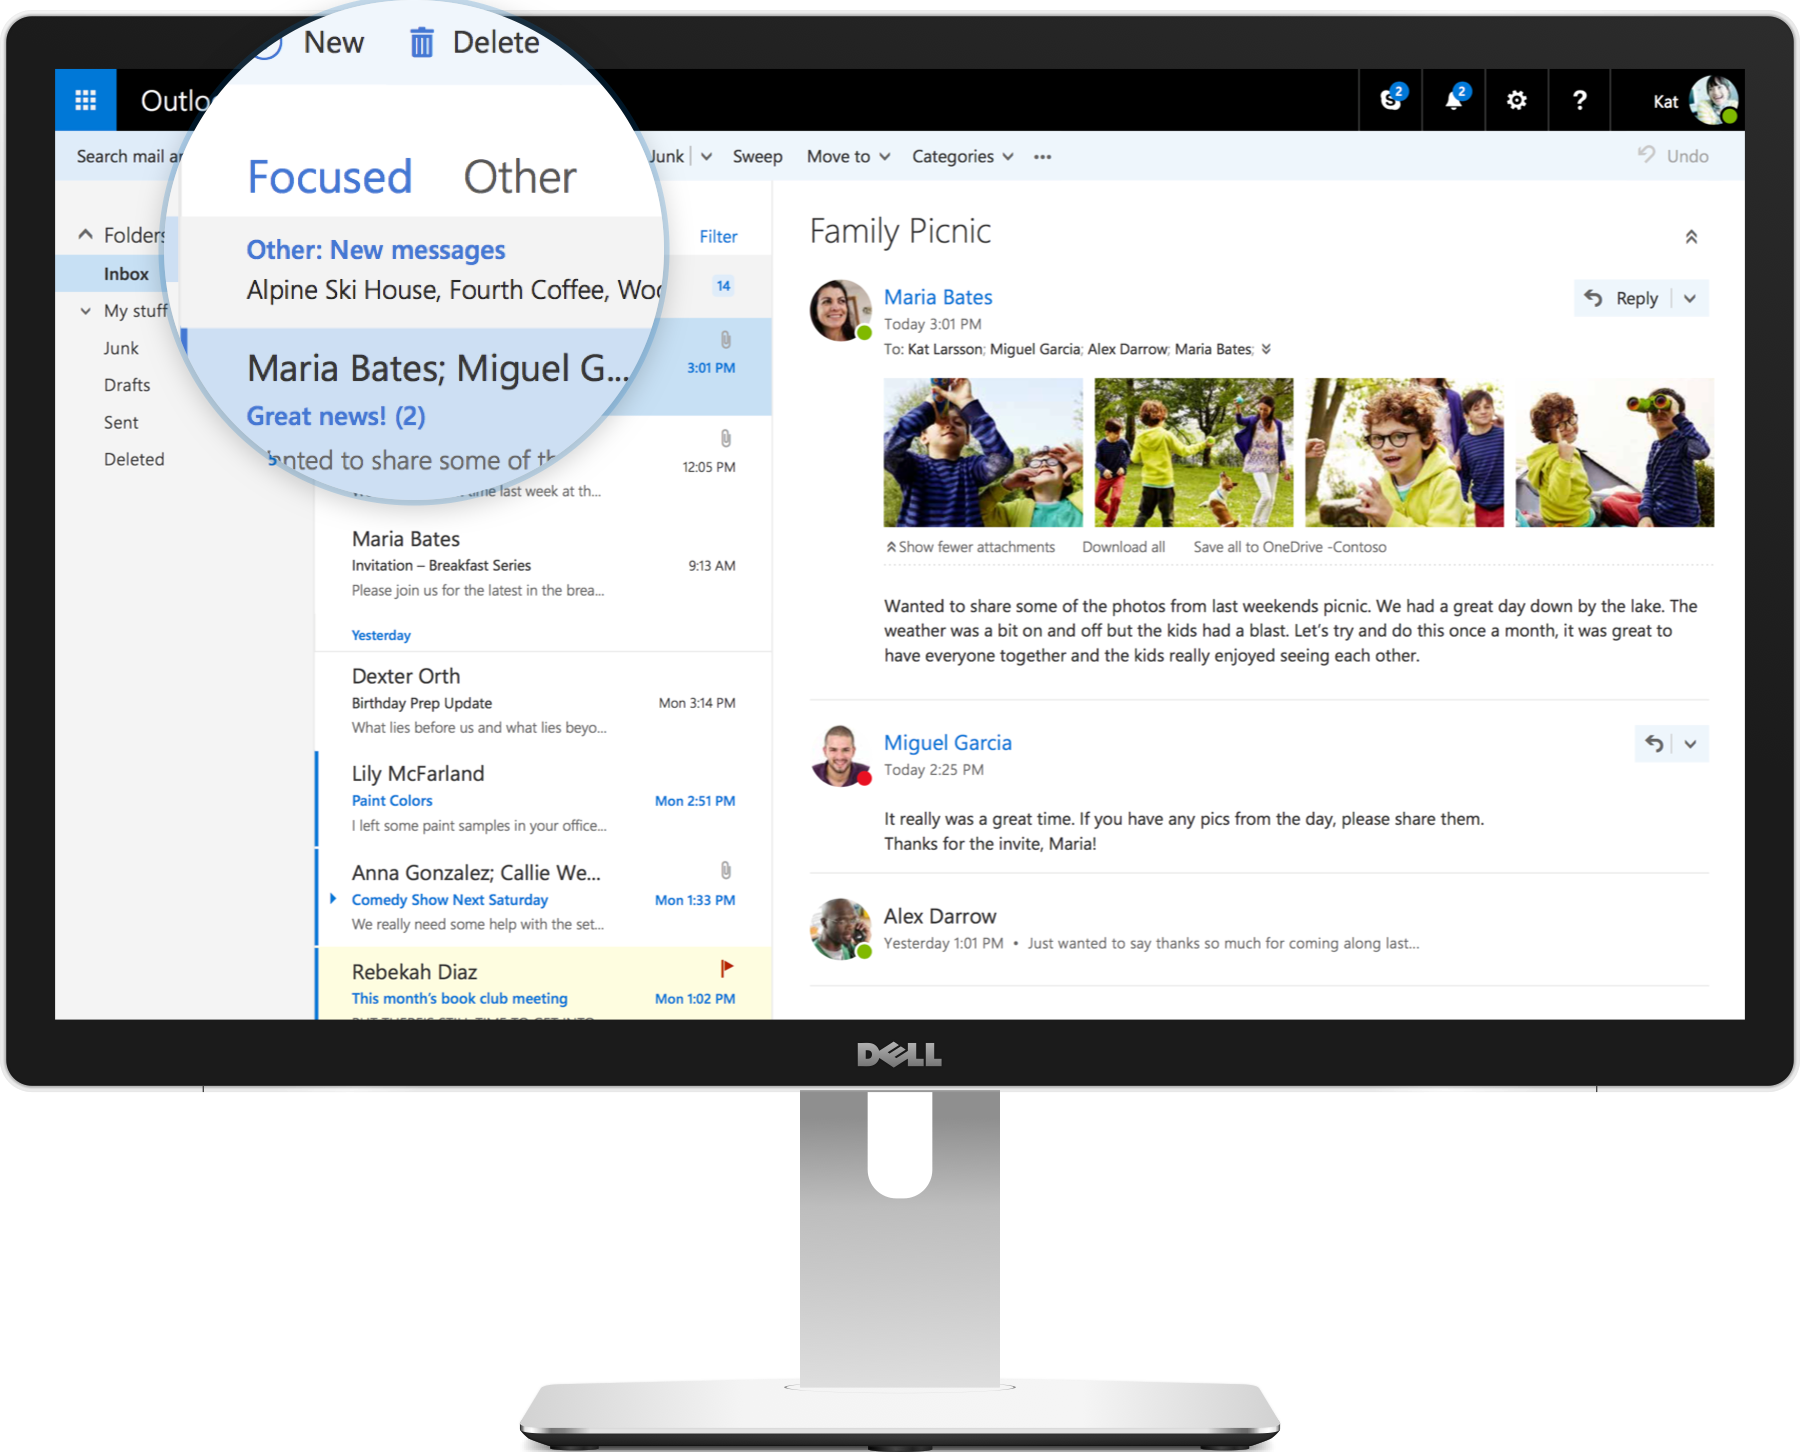 New
Delete
Focused
Other
Other: New messages
Alpine Ski House, Fourth Coffee,
Maria Bates; Miguel G...
Great news! (2)
to share some of
2
2
?
Kat
Search mail
Junk
Sweep
Move to
Categories
•••
Undo
Folders
Inbox
My stuff
Junk
Drafts
Sent
Deleted
Filter
14
3:01 PM
12:05 PM
time last week at th...
Maria Bates
Invitation – Breakfast Series
9:13 AM
Please join us for the latest in the brea...
Yesterday
Dexter Orth
Birthday Prep Update
Mon 3:14 PM
What lies before us and what lies beyo...
Lily McFarland
Paint Colors
Mon 2:51 PM
I left some paint samples in your office...
Anna Gonzalez; Callie We...
Comedy Show Next Saturday
Mon 1:33 PM
We really need some help with the set...
Rebekah Diaz
This month's book club meeting
Mon 1:02 PM
Family Picnic
Maria Bates
Today 3:01 PM
To: Kat Larsson; Miguel Garcia; Alex Darrow; Maria Bates;
Reply
Show fewer attachments
Download all
Save all to OneDrive -Contoso
Wanted to share some of the photos from last weekends picnic. We had a great day down by the lake. The
weather was a bit on and off but the kids had a blast. Let's try and do this once a month, it was great to
have everyone together and the kids really enjoyed seeing each other.
Miguel Garcia
Today 2:25 PM
It really was a great time. If you have any pics from the day, please share them.
Thanks for the invite, Maria!
Alex Darrow
Yesterday 1:01 PM • Just wanted to say thanks so much for coming along last...
DELL